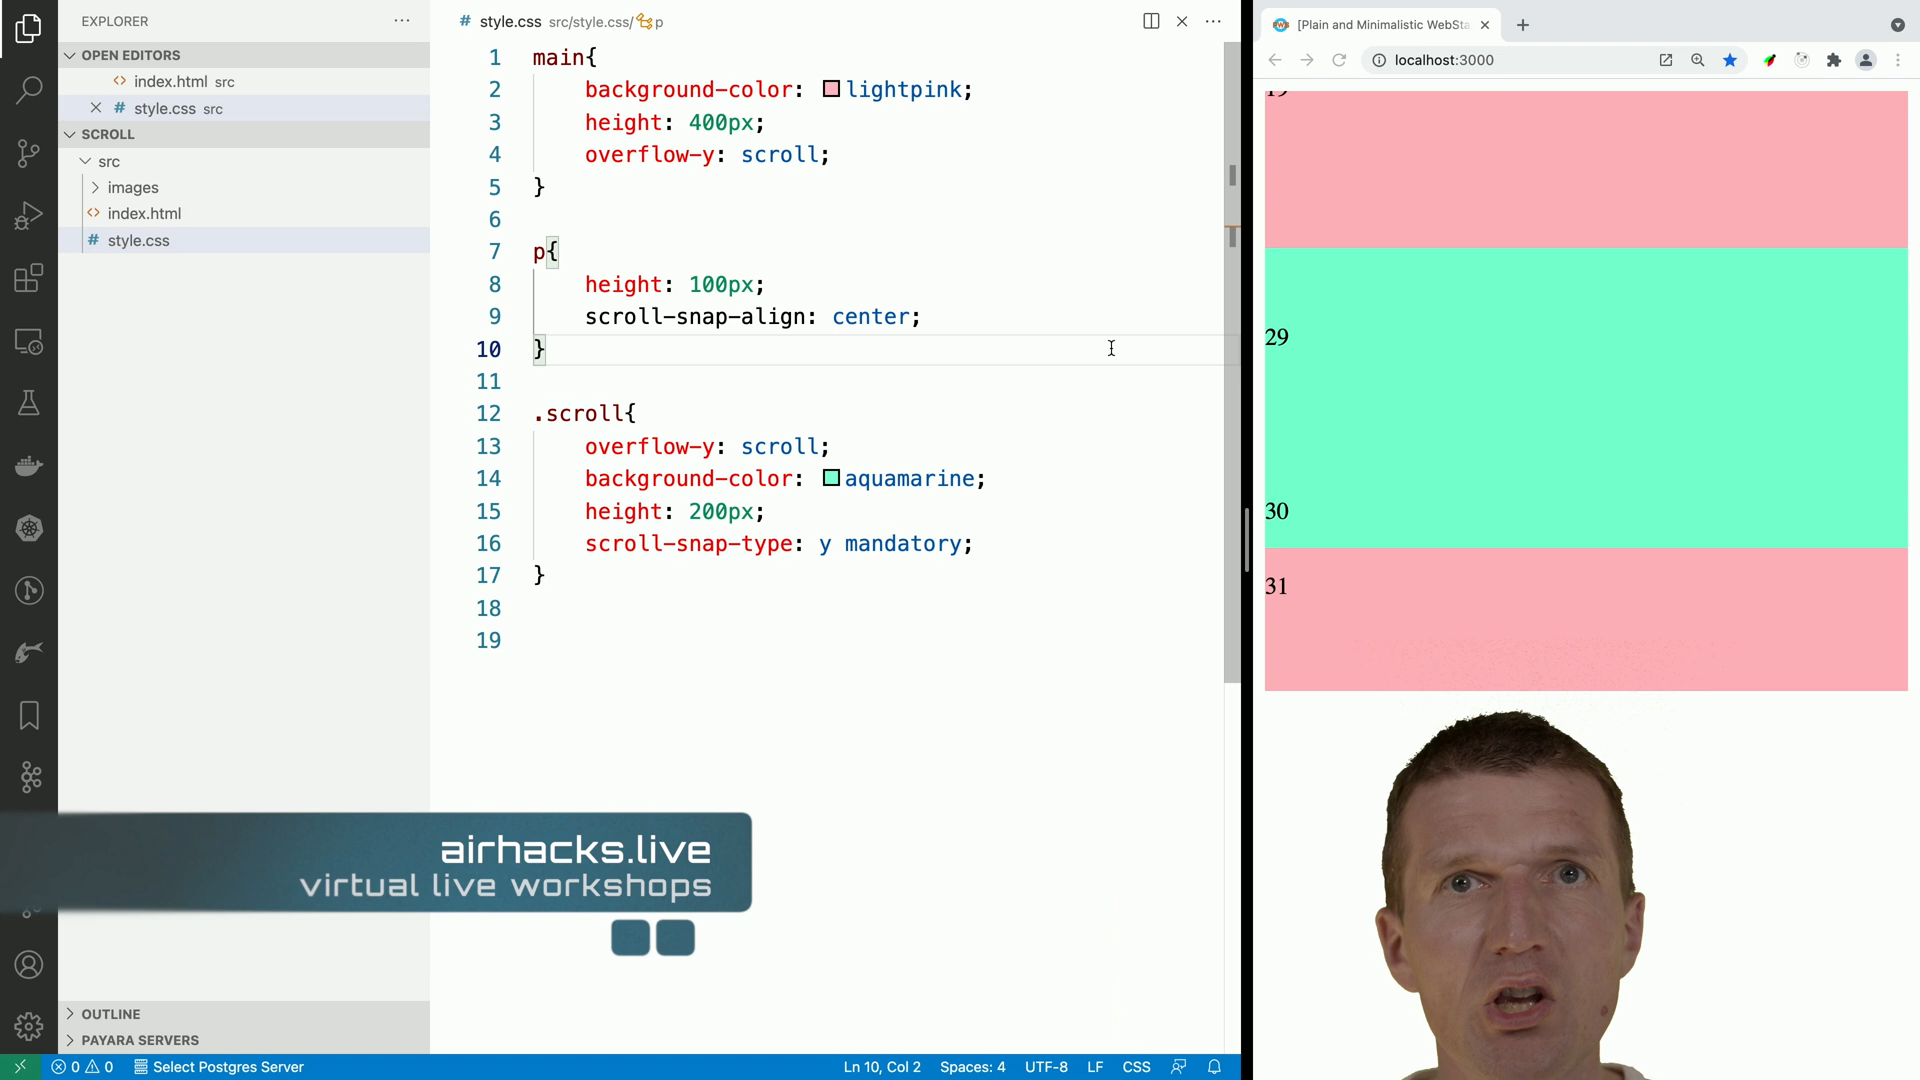 EXPLORER
OPEN EDITORS
index.html src
style.css src
SCROLL
src
images
index.html
style.css
OUTLINE
PAYARA SERVERS
# style.css src/style.css/ p
1 main{
2 background-color: lightpink;
3 height: 400px;
4 overflow-y: scroll;
5 }
6
7 p{
8 height: 100px;
9 scroll-snap-align: center;
10 }
11
12 .scroll{
13 overflow-y: scroll;
14 background-color: aquamarine;
15 height: 200px;
16 scroll-snap-type: y mandatory;
17 }
18
19
airhacks.live
virtual live workshops
0 0 Select Postgres Server Ln 10, Col 2 Spaces: 4 UTF-8 LF CSS
[Plain and Minimalistic WebSta
localhost:3000
29
30
31